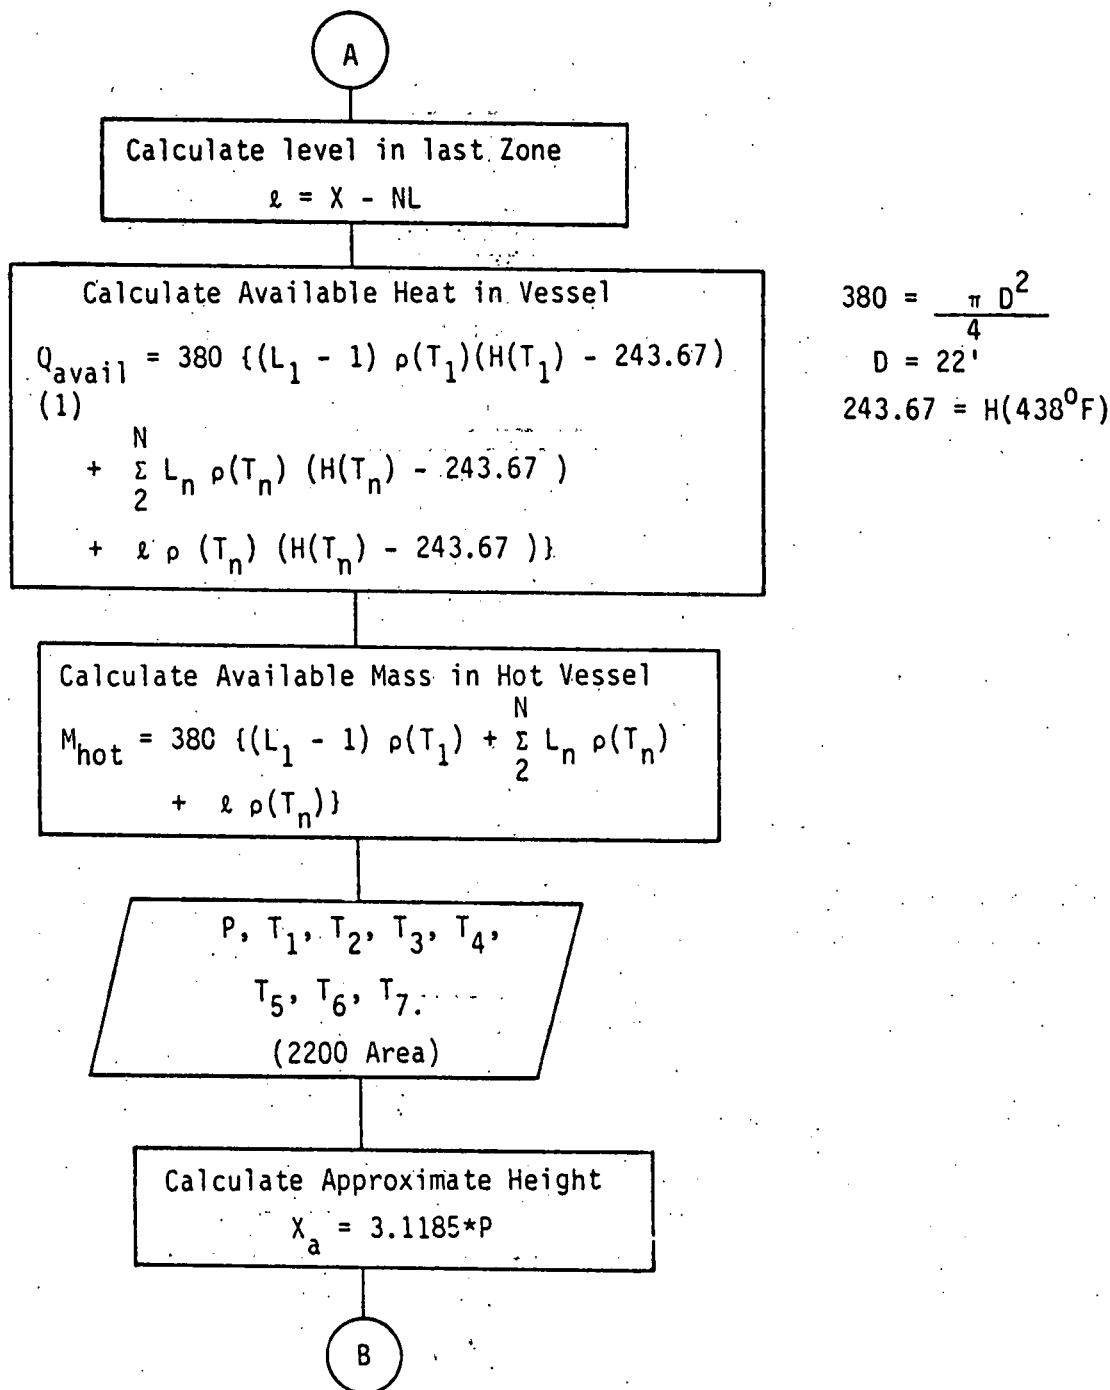 A
Calculate level in last Zone
ℓ = X - NL
Calculate Available Heat in Vessel
Q_avail = 380 {(L_1 - 1) ρ(T_1)(H(T_1) - 243.67)
(1)
N
+ Σ L_n ρ(T_n) (H(T_n) - 243.67 )
2
+ ℓ ρ (T_n) (H(T_n) - 243.67 )}
380 = π D^2
4
D = 22'
243.67 = H(438^OF)
Calculate Available Mass in Hot Vessel
N
M_hot = 380 {(L_1 - 1) ρ(T_1) + Σ L_n ρ(T_n)
2
+ ℓ ρ(T_n)}
P, T_1, T_2, T_3, T_4,
T_5, T_6, T_7.
(2200 Area)
Calculate Approximate Height
X_a = 3.1185*P
B